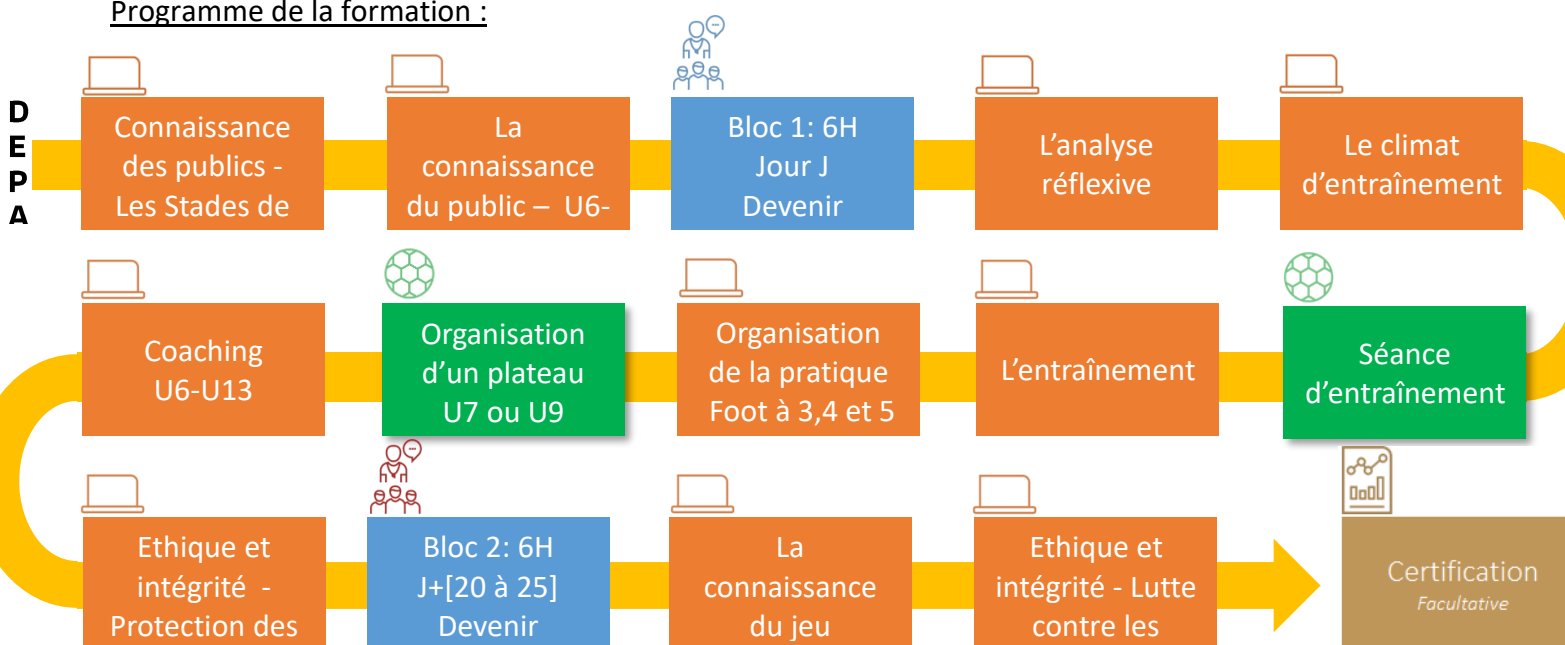 Programme de la formation :
D
E
P
A
Connaissance
des publics -
Les Stades de
La
connaissance
du public – U6-
Bloc 1: 6H
Jour J
Devenir
L'analyse
réflexive
Le climat
d'entraînement
Coaching
U6-U13
Organisation
d'un plateau
U7 ou U9
Organisation
de la pratique
Foot à 3,4 et 5
L'entraînement
Séance
d'entraînement
Ethique et
intégrité -
Protection des
Bloc 2: 6H
J+[20 à 25]
Devenir
La
connaissance
du jeu
Ethique et
intégrité - Lutte
contre les
Certification
Facultative